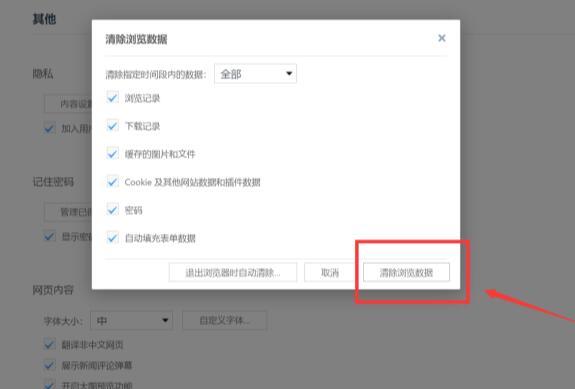 其他
清除浏览数据
×
清除指定时间段内的数据: 全部
隐私
浏览记录
内容设置
下载记录
加入用户
缓存的图片和文件
Cookie 及其他网站数据和插件数据
记住密码
密码
管理已保
显示密码
自动填充表单数据
退出浏览器时自动清除... 取消 清除浏览数据
网页内容
字体大小: 中 自定义字体...
翻译非中文网页
展示新闻评论弹幕
开启大图预览功能